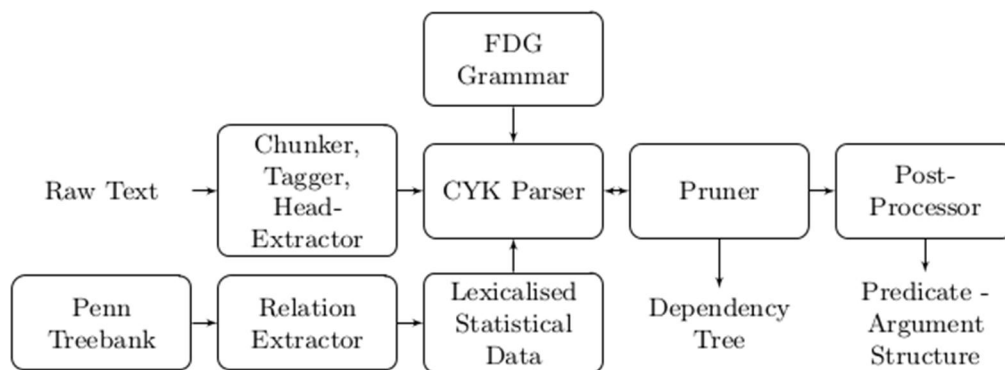 FDG
Grammar
Raw Text
Chunker,
Tagger,
Head-
Extractor
CYK Parser
Pruner
Post-
Processor
Penn
Treebank
Relation
Extractor
Lexicalised
Statistical
Data
Dependency
Tree
Predicate -
Argument
Structure